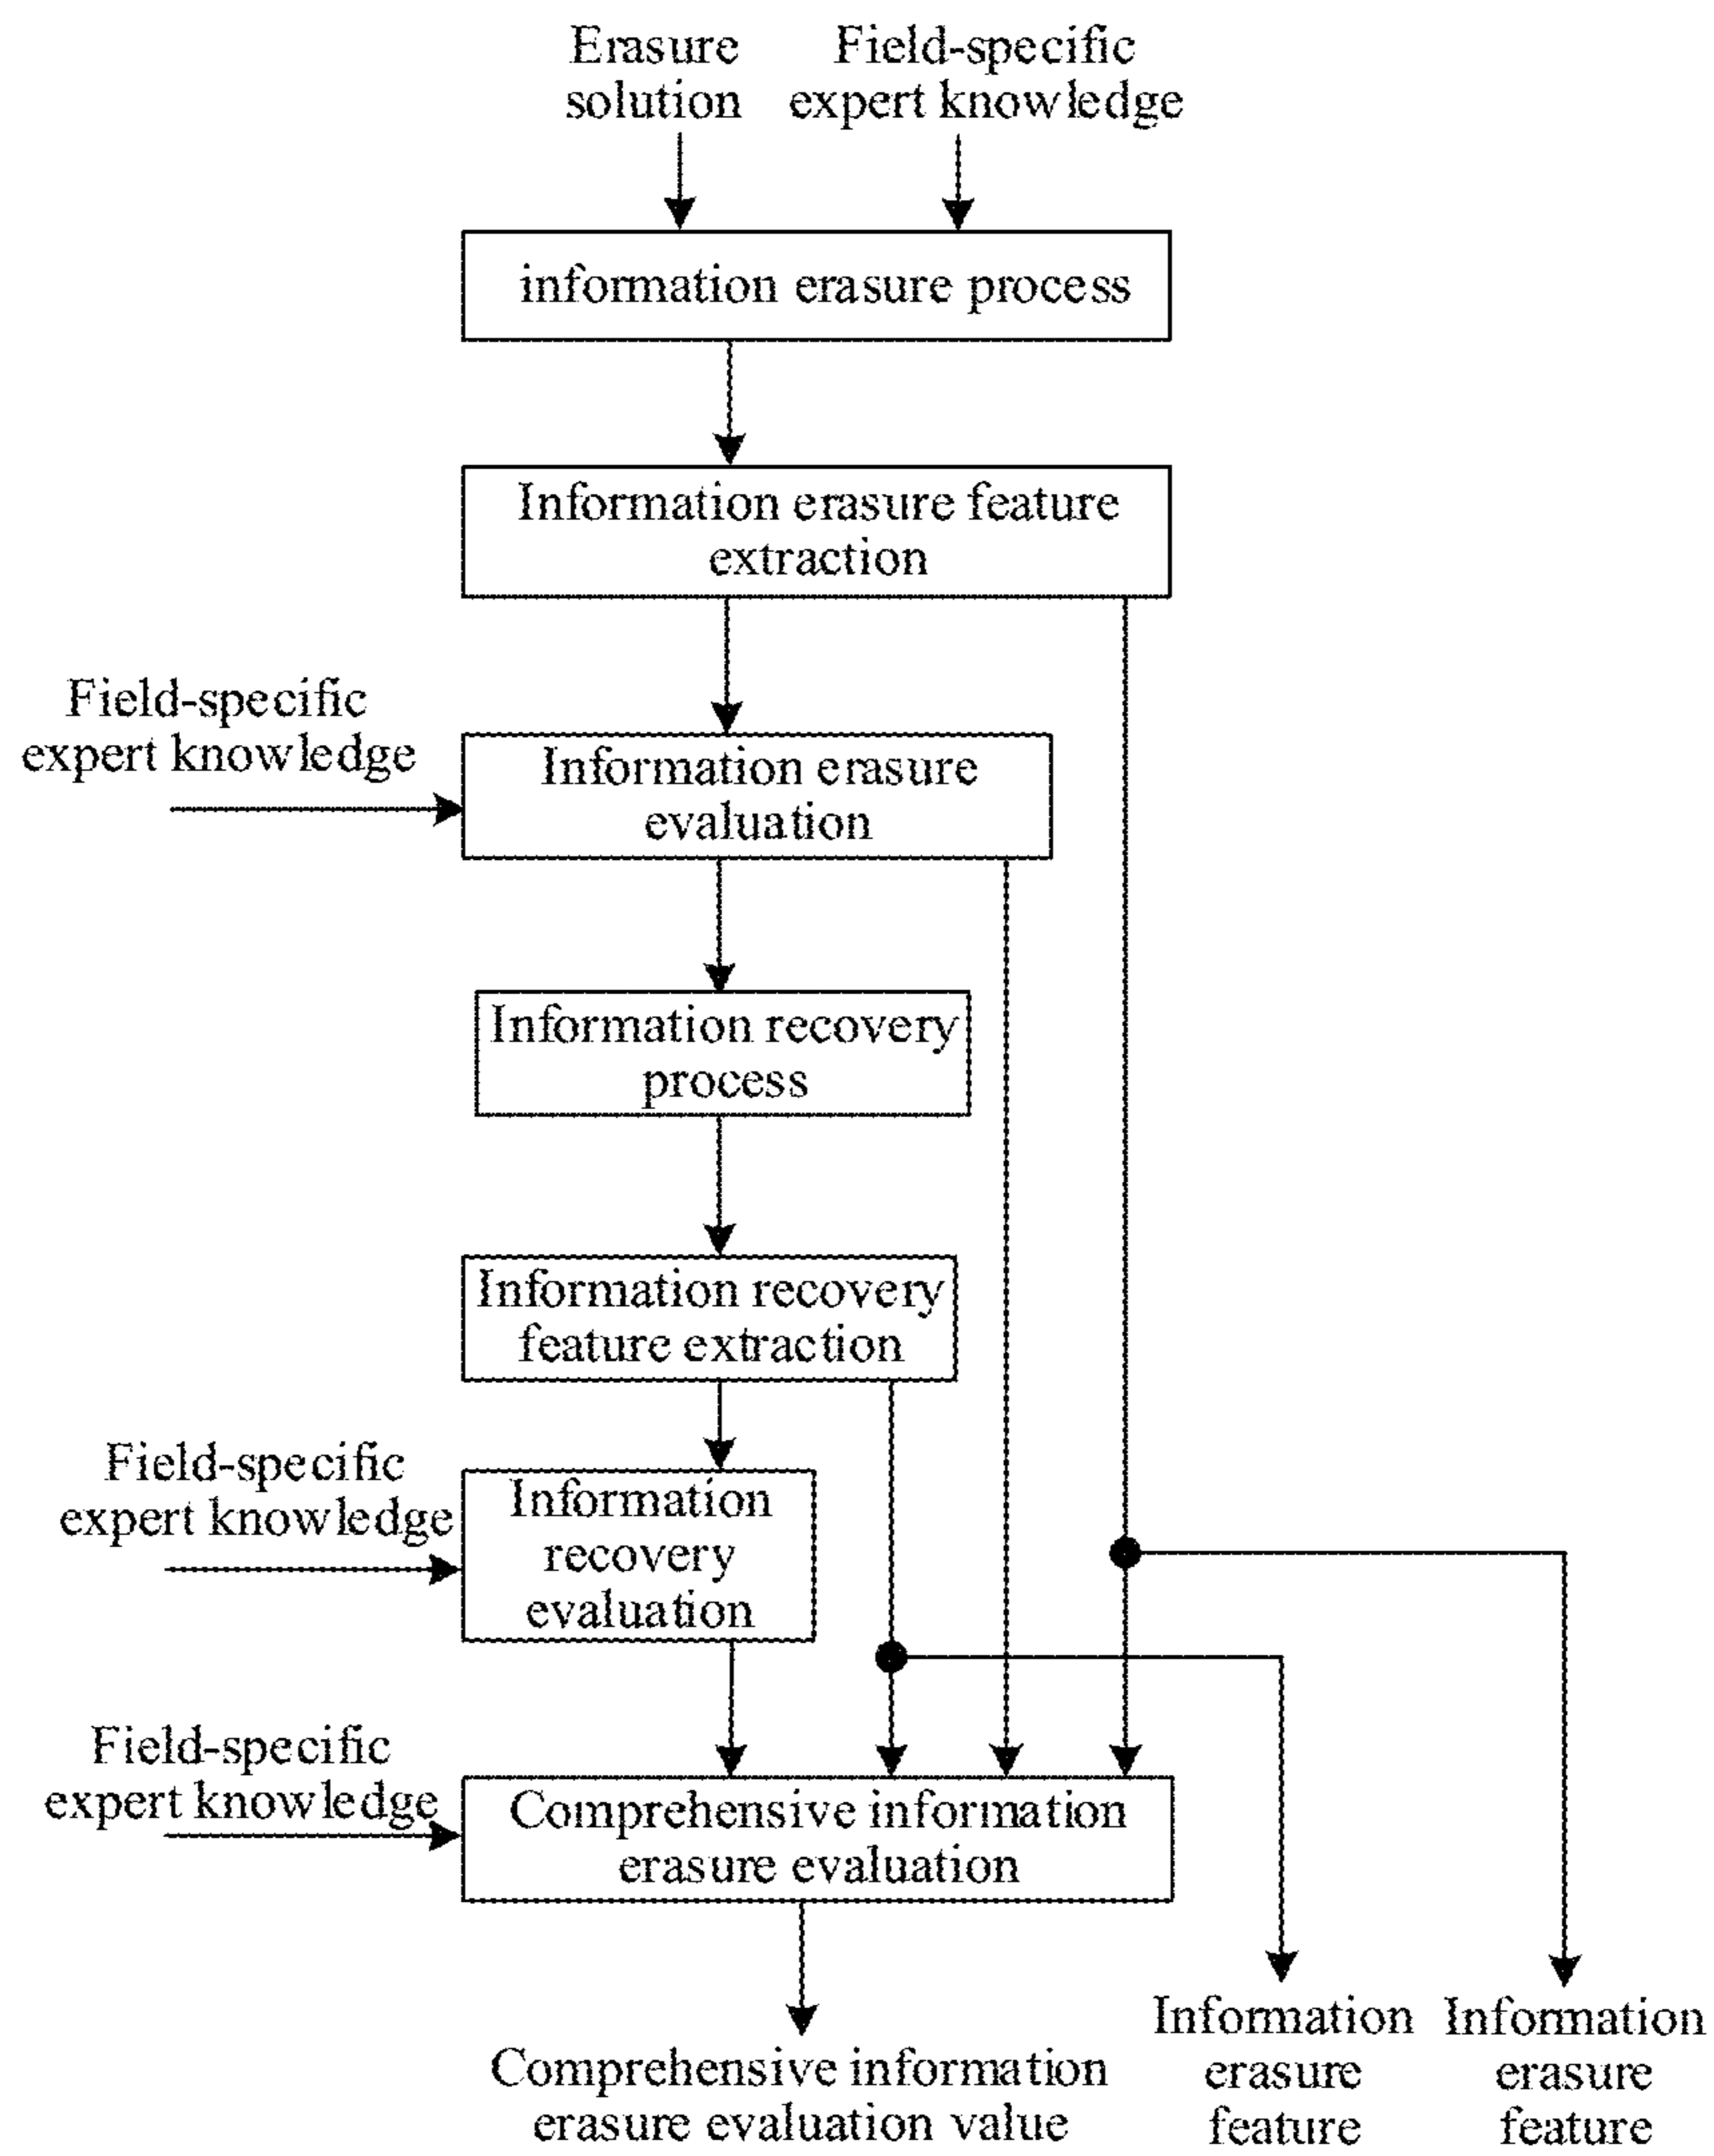 Erasure
solution
Field-specific
expert knowledge
information erasure process
Information erasure feature
extraction
Field-specific
expert knowledge
Information erasure
evaluation
Information recovery
process
Information recovery
feature extraction
Field-specific
expert knowledge
Information
recovery
evaluation
Field-specific
expert knowledge
Comprehensive information
erasure evaluation
Comprehensive information
erasure evaluation value
Information
erasure
feature
Information
erasure
feature